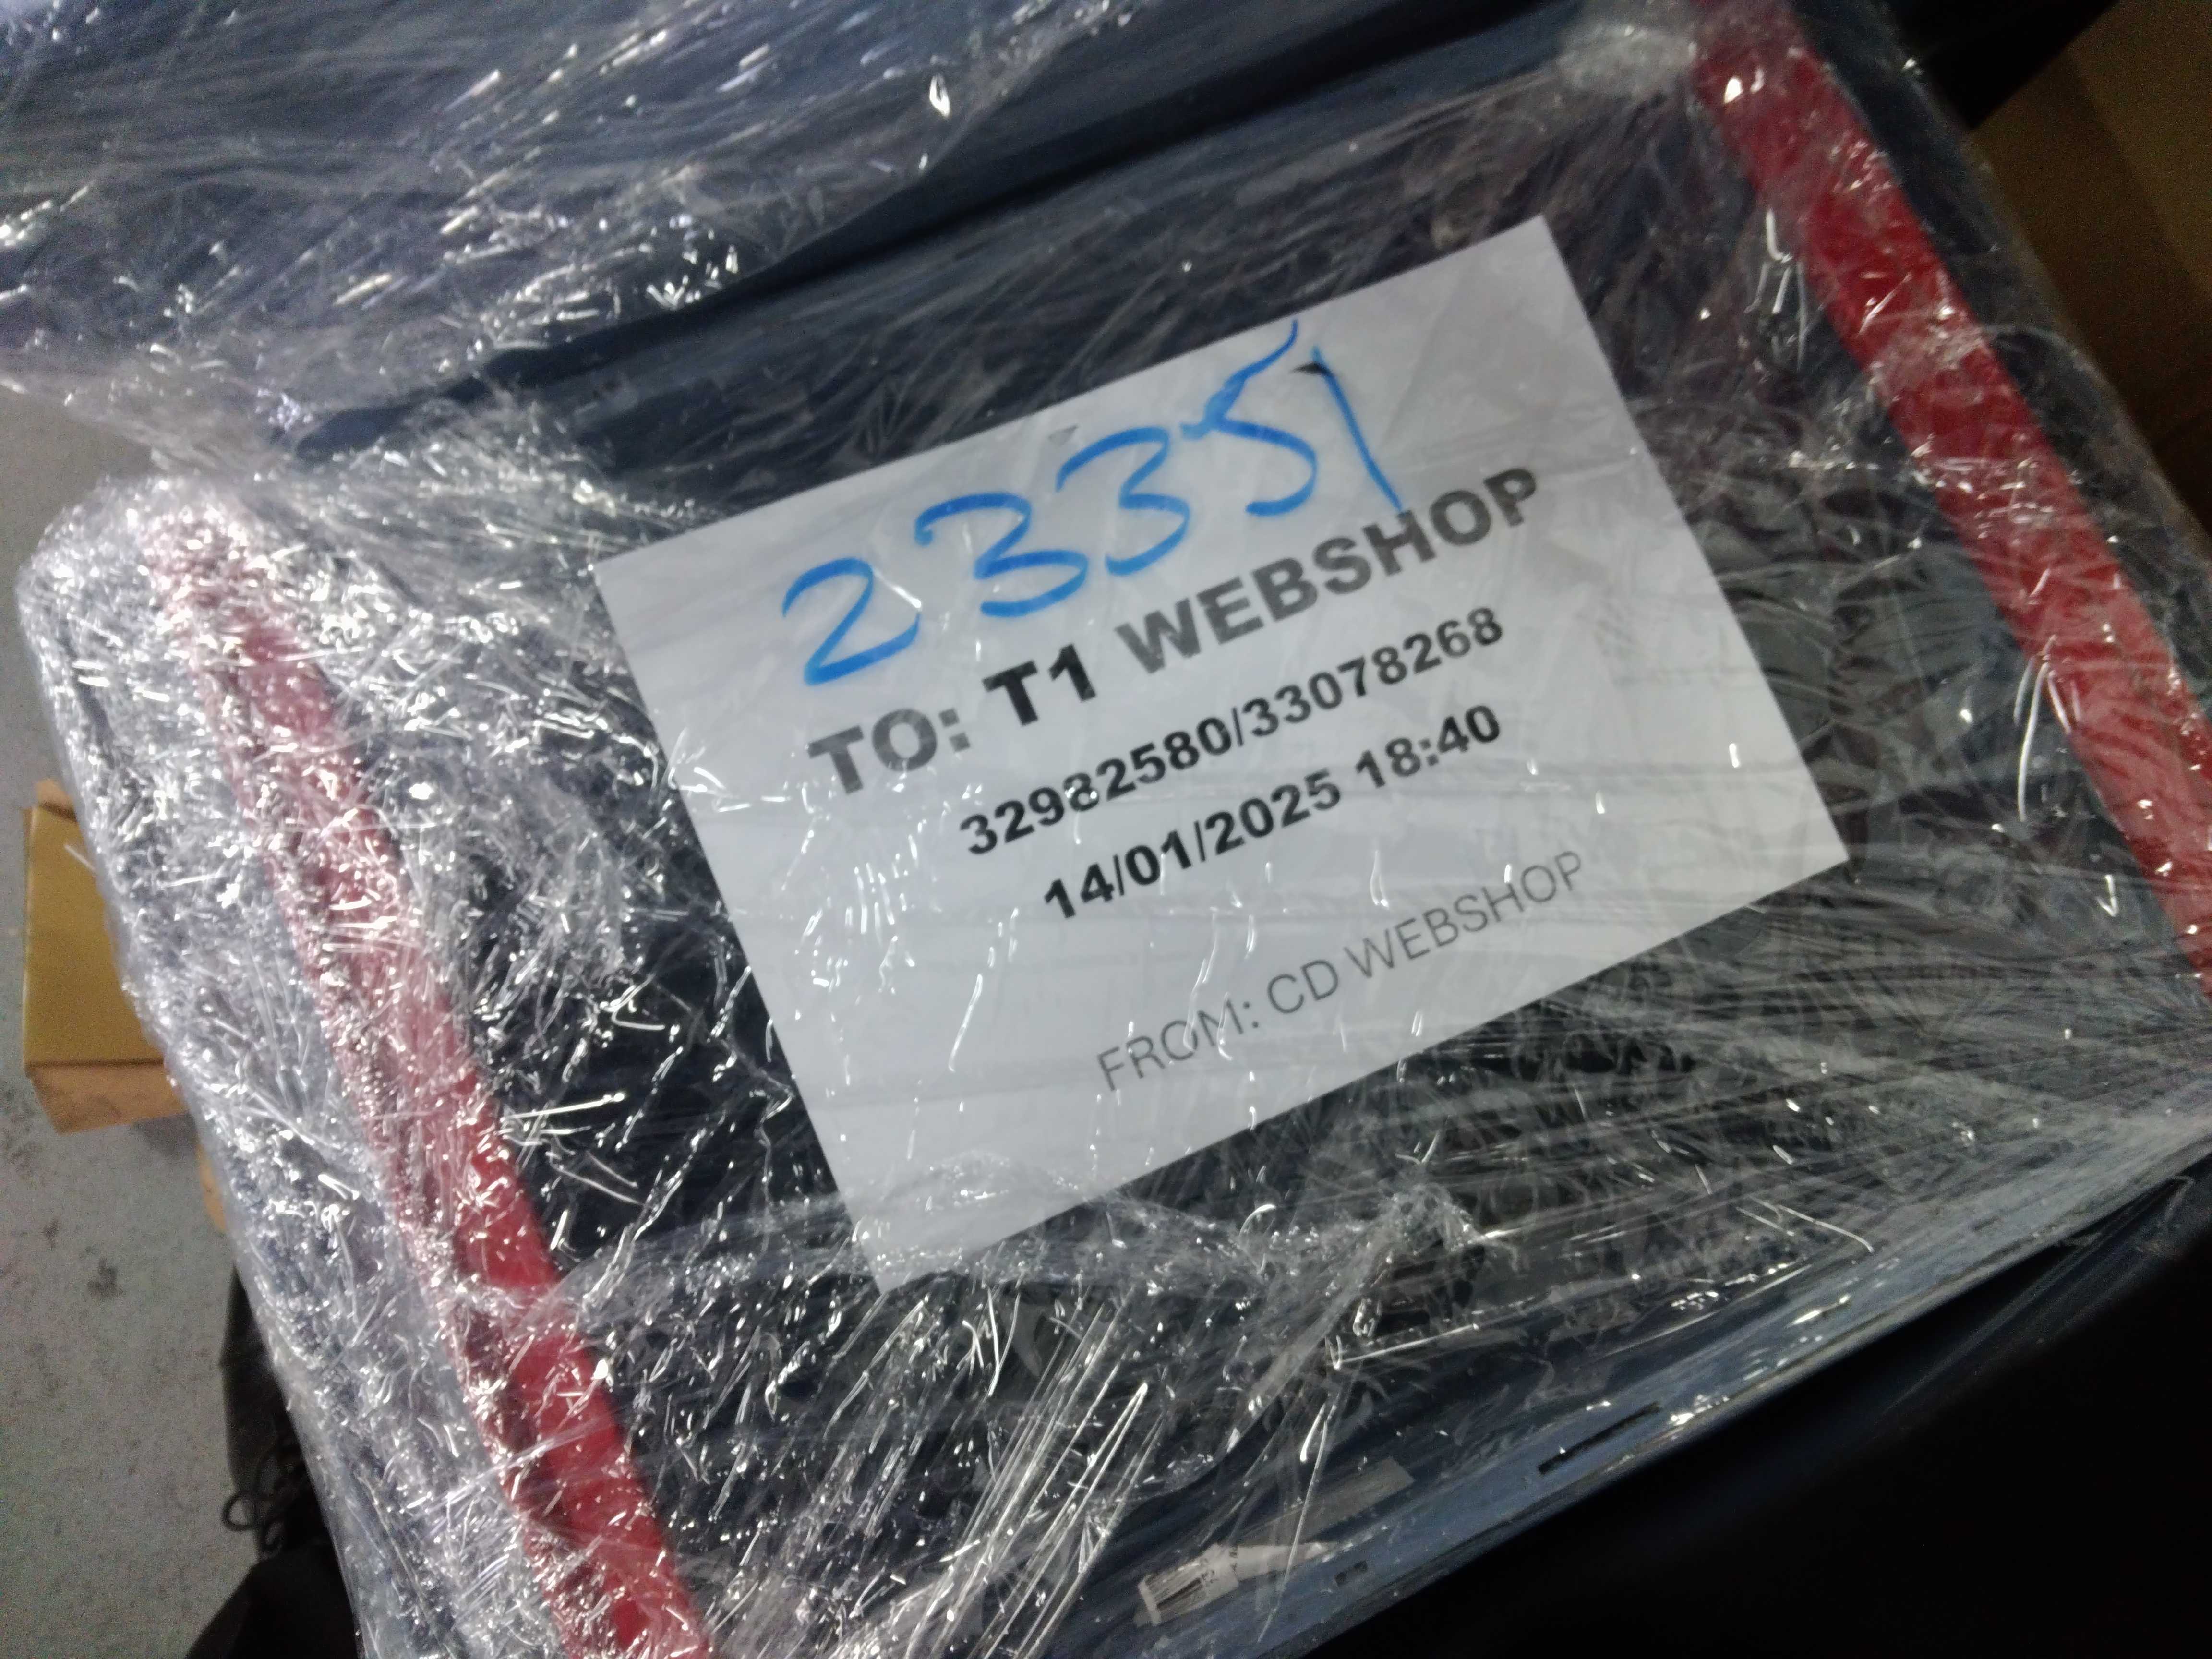 23351
TO: T1 WEBSHOP
32982580/33078268
14/01/2025 18:40
FROM: CD WEBSHOP